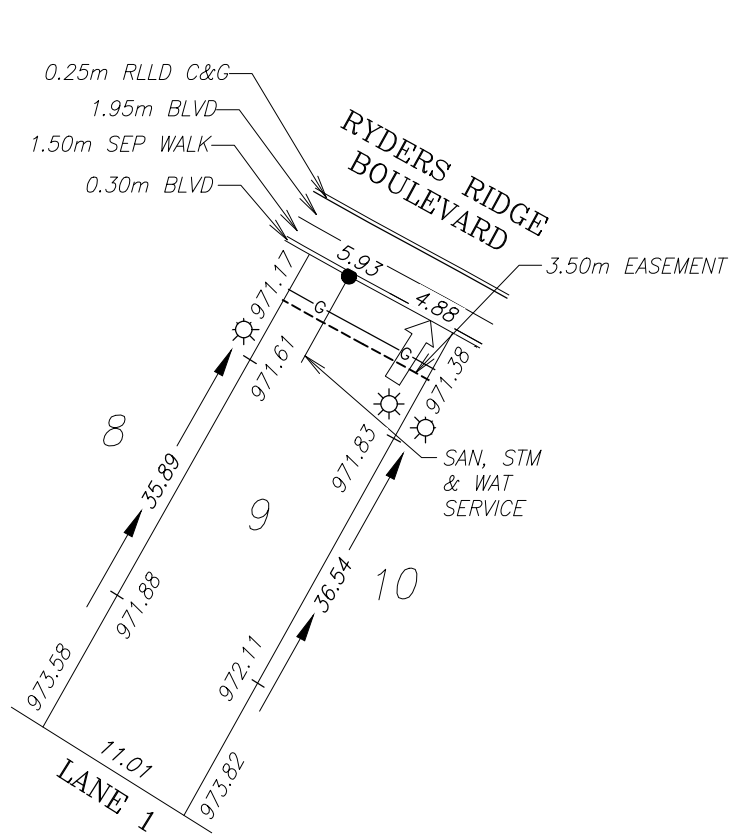 0.25m RLLD C&G
1.95m BLVD
1.50m SEP WALK
0.30m BLVD
RYDERS RIDGE
BOULEVARD
3.50m EASEMENT
5.93
4.88
971.17
G
G
971.61
971.38
971.83
8
35.89
SAN, STM
& WAT
SERVICE
9
10
36.54
971.88
972.11
973.58
11.01
973.82
LANE 1